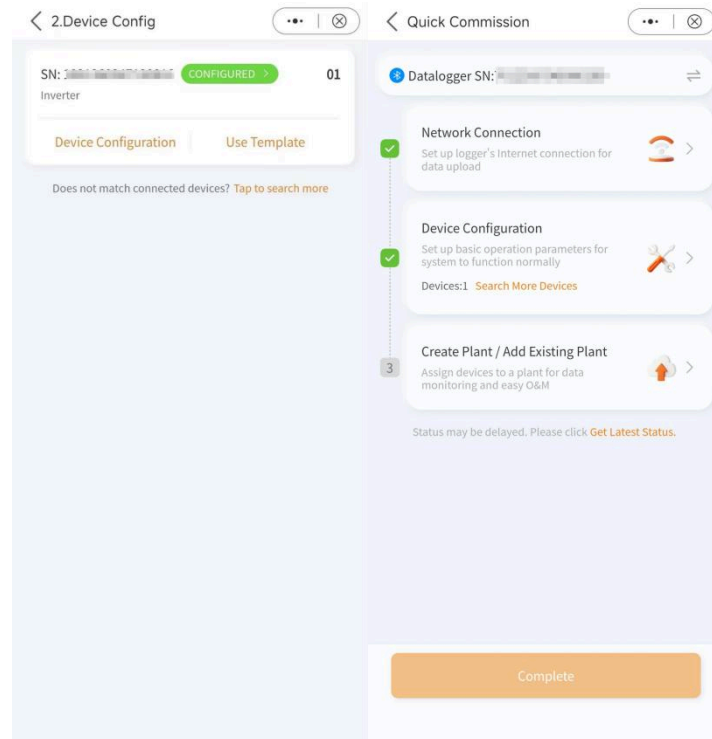 2.Device Config
SN:
CONFIGURED >
01
Inverter
Device Configuration
Use Template
Does not match connected devices? Tap to search more
Quick Commission
Datalogger SN:
Network Connection
Set up logger's Internet connection for
data upload
Device Configuration
Set up basic operation parameters for
system to function normally
Devices:1 Search More Devices
3
Create Plant / Add Existing Plant
Assign devices to a plant for data
monitoring and easy O&M
Status may be delayed. Please click Get Latest Status.
Complete